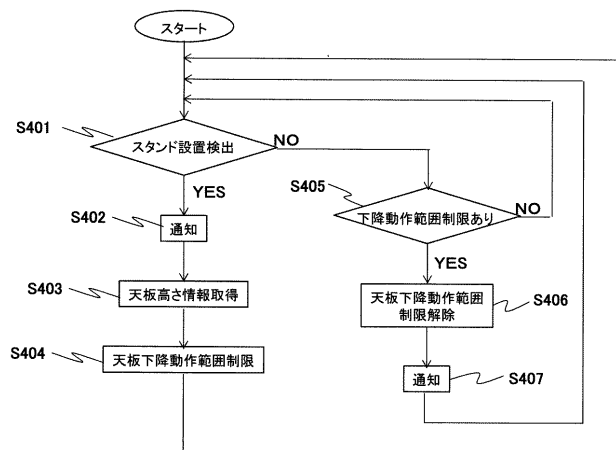 スタート
S401
スタンド設置検出
NO
YES
S402
通知
S403
天板高さ情報取得
S404
天板下降動作範囲制限
S405
下降動作範囲制限あり
NO
YES
天板下降動作範囲
制限解除
S406
通知
S407